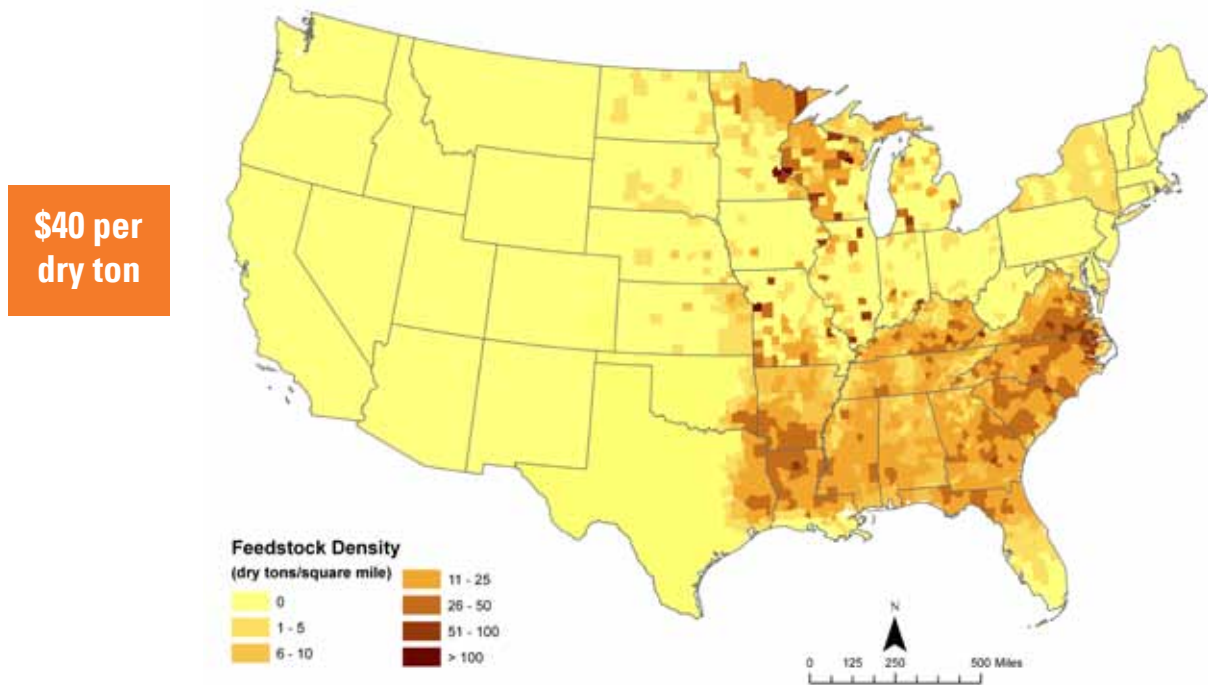 $40 per
dry ton
Feedstock Density
(dry tons/square mile)
0
1 - 5
6 - 10
11 - 25
26 - 50
51 - 100
> 100
N
0 125 250 500 Miles